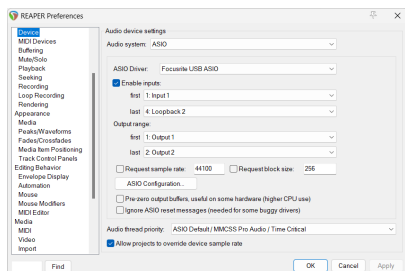 REAPER Preferences
Device
MIDI Devices
Buffering
Mute/Solo
Playback
Seeking
Recording
Loop Recording
Rendering
Appearance
Media
Peaks/Waveforms
Fades/Crossfades
Media Item Positioning
Track Control Panels
Editing Behavior
Envelope Display
Automation
Mouse
Mouse Modifiers
MIDI Editor
Media
MIDI
Video
Import
Find
Audio device settings
Audio system: ASIO
ASIO Driver: Focusrite USB ASIO
Enable inputs:
first 1: Input 1
last 4: Loopback 2
Output range:
first 1: Output 1
last 2: Output 2
Request sample rate: 44100 Request block size: 256
ASIO Configuration...
Pre-zero output buffers, useful on some hardware (higher CPU use)
Ignore ASIO reset messages (needed for some buggy drivers)
Audio thread priority: ASIO Default / MMCSS Pro Audio / Time Critical
Allow projects to override device sample rate
OK Cancel Apply